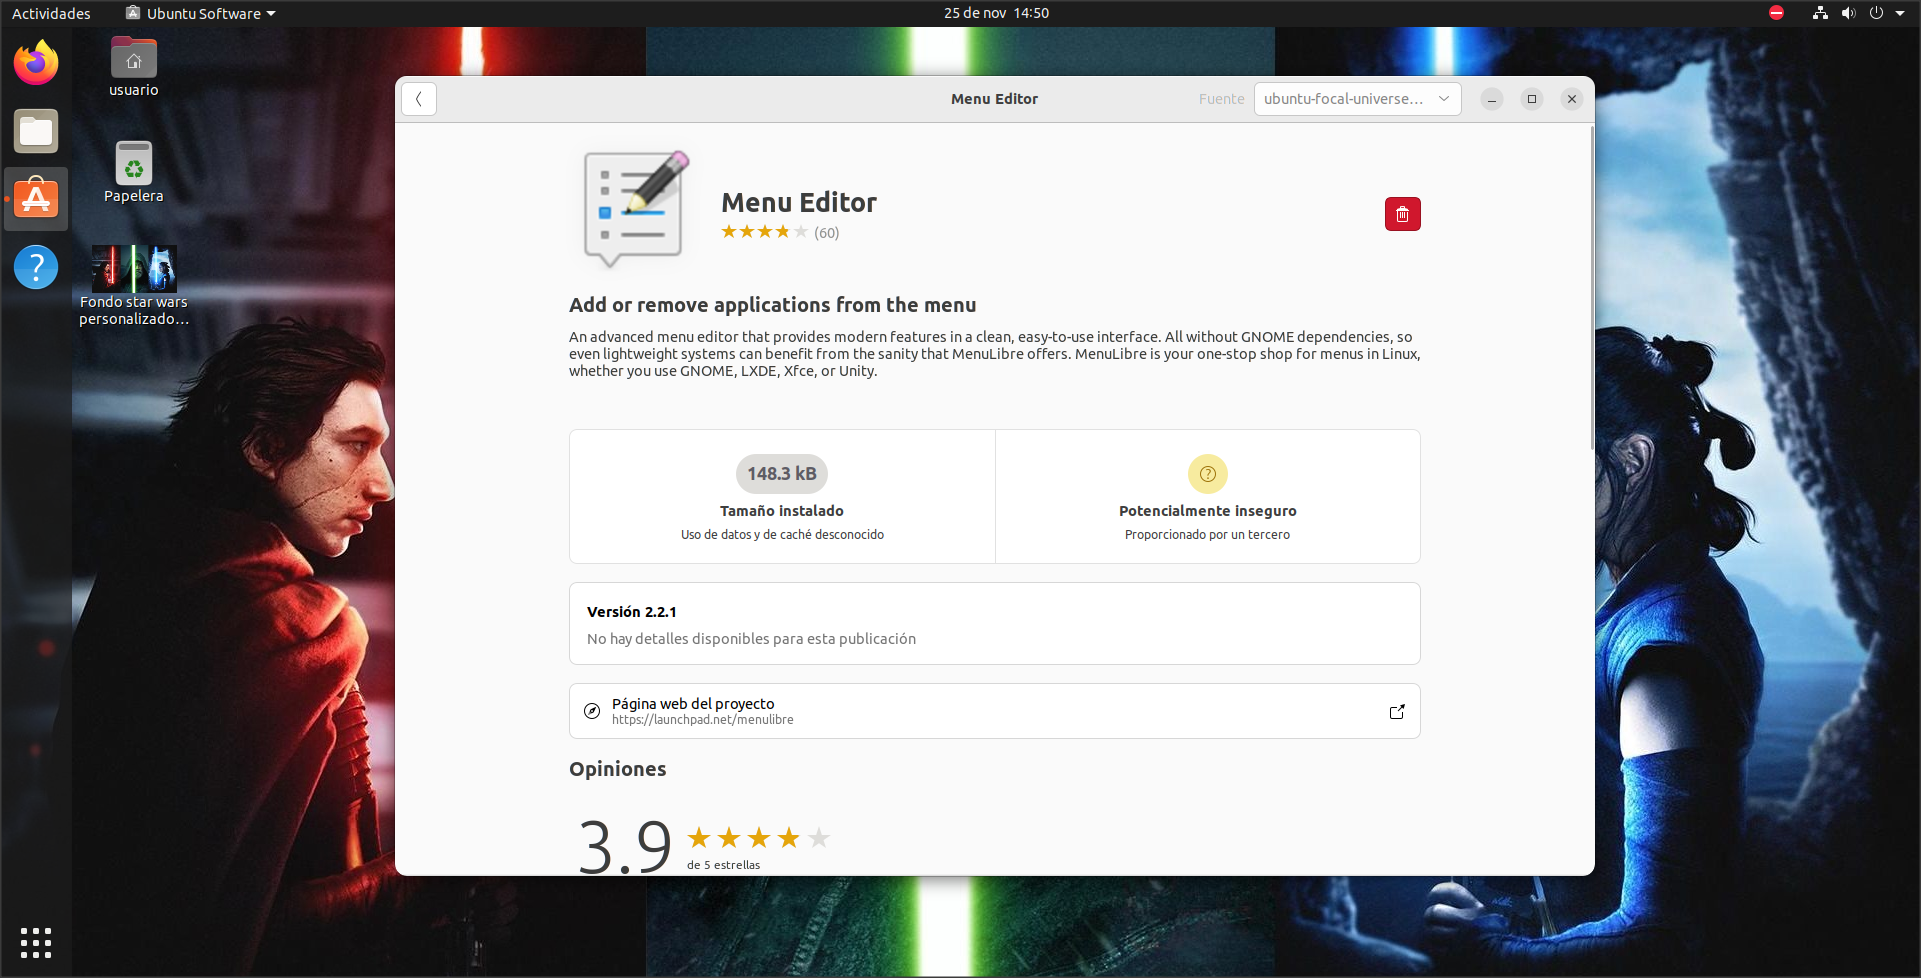 Actividades
Ubuntu Software
25 de nov 14:50
usuario
Papelera
Fondo star wars
personalizado...
Menu Editor
Fuente
ubuntu-focal-universe...
Menu Editor
(60)
Add or remove applications from the menu
An advanced menu editor that provides modern features in a clean, easy-to-use interface. All without GNOME dependencies, so
even lightweight systems can benefit from the sanity that MenuLibre offers. MenuLibre is your one-stop shop for menus in Linux,
whether you use GNOME, LXDE, Xfce, or Unity.
148.3 kB
Tamaño instalado
Uso de datos y de caché desconocido
?
Potencialmente inseguro
Proporcionado por un tercero
Versión 2.2.1
No hay detalles disponibles para esta publicación
Página web del proyecto
https://launchpad.net/menulibre
Opiniones
3.9
de 5 estrellas